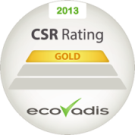 2013
CSR Rating
GOLD
ecovadis